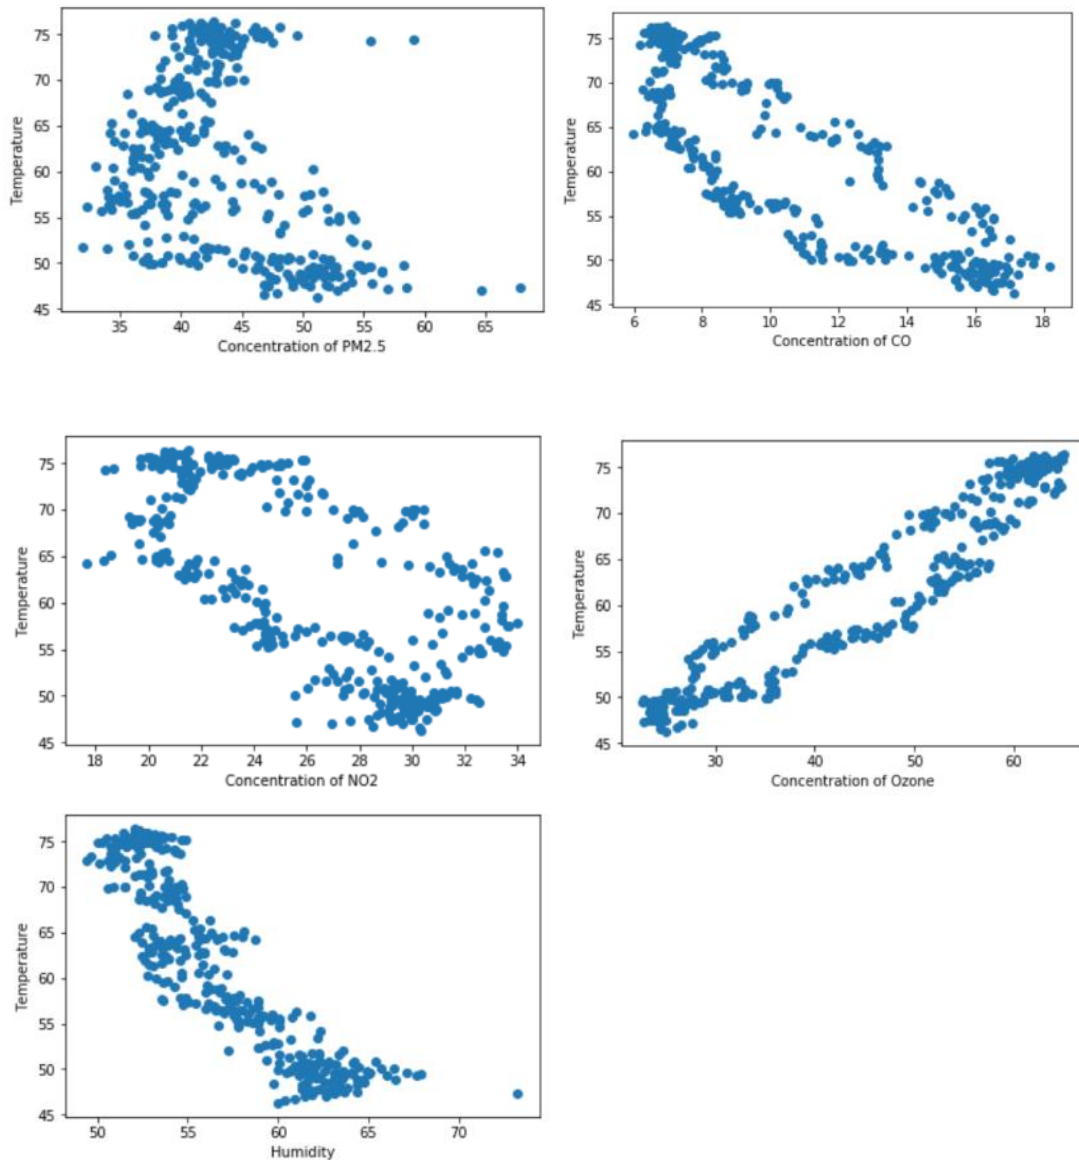 75
70
65
60
55
50
45
Temperature
35 40 45 50 55 60 65
Concentration of PM2.5
75
70
65
60
55
50
45
Temperature
6 8 10 12 14 16 18
Concentration of CO
75
70
65
60
55
50
45
Temperature
18 20 22 24 26 28 30 32 34
Concentration of NO2
75
70
65
60
55
50
45
Temperature
30 40 50 60
Concentration of Ozone
75
70
65
60
55
50
45
Temperature
50 55 60 65 70
Humidity